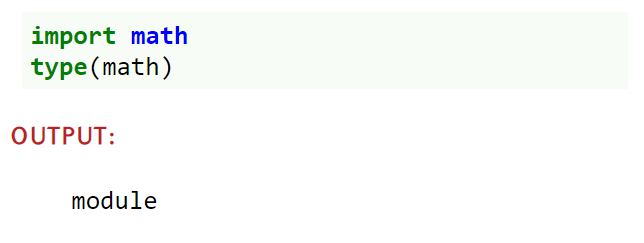 import math
type(math)
OUTPUT:
module